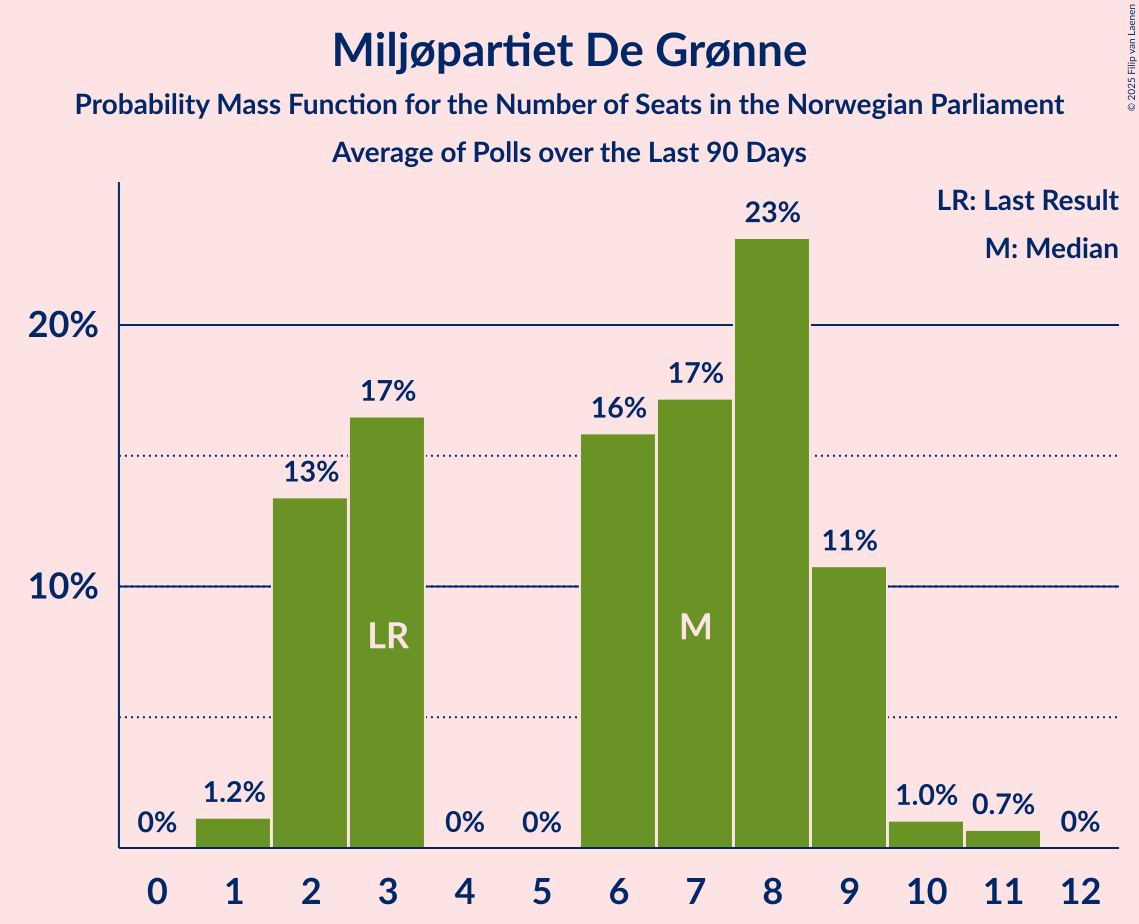 Miljøpartiet De Grønne
Probability Mass Function for the Number of Seats in the Norwegian Parliament
Average of Polls over the Last 90 Days
© 2025 Filip van Laenen
LR: Last Result
M: Median
23%
20%
17%
17%
16%
13%
11%
10%
LR
M
0%
1.2%
0%
0%
1.0%
0.7%
0%
0 1 2 3 4 5 6 7 8 9 10 11 12